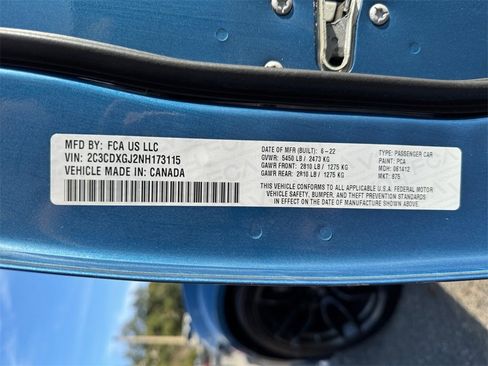 MFD BY: FCA US LLC
VIN: 2C3CDXGJ2NH173115
VEHICLE MADE IN: CANADA
DATE OF MFR (BUILT): 6-22
GVWR: 5450 LB / 2473 KG
GAWR FRONT: 2810 LB / 1275 KG
GAWR REAR: 2810 LB / 1275 KG
TYPE: PASSENGER CAR
PAINT: PCA
MDH: 061412
MKT: 875
THIS VEHICLE CONFORMS TO ALL APPLICABLE U.S.A. FEDERAL MOTOR
VEHICLE SAFETY, BUMPER, AND THEFT PREVENTION STANDARDS
IN EFFECT ON THE DATE OF MANUFACTURE SHOWN ABOVE.